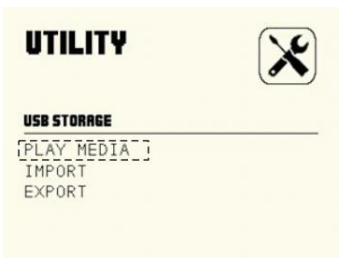 UTILITY
USB STORAGE
PLAY MEDIA
IMPORT
EXPORT